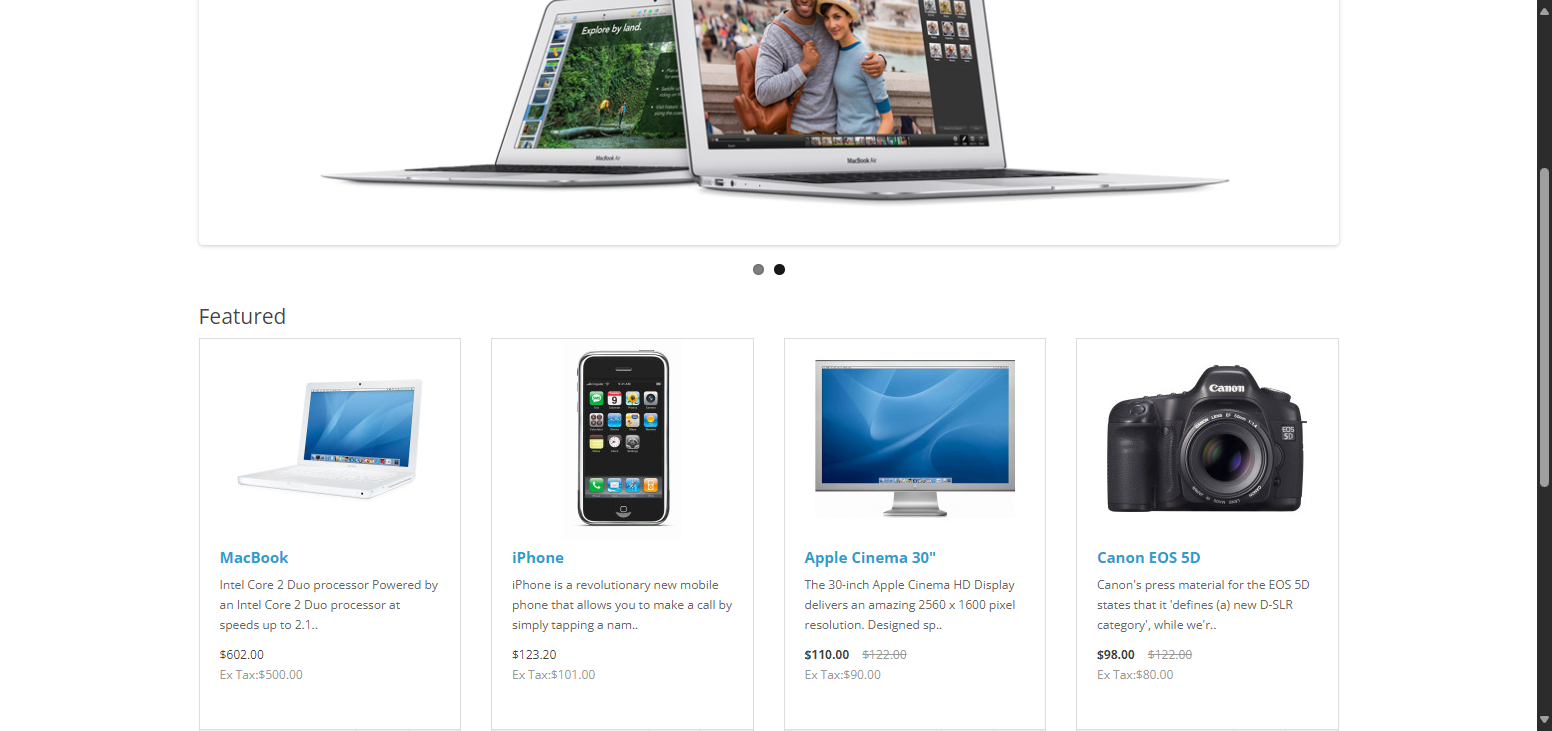 Explore by land.
MacBook Air
MacBook Air
Featured
Canon
EOS
5D
MacBook
Intel Core 2 Duo processor Powered by
an Intel Core 2 Duo processor at
speeds up to 2.1..
$602.00
Ex Tax:$500.00
iPhone
iPhone is a revolutionary new mobile
phone that allows you to make a call by
simply tapping a nam..
$123.20
Ex Tax:$101.00
Apple Cinema 30"
The 30-inch Apple Cinema HD Display
delivers an amazing 2560 x 1600 pixel
resolution. Designed sp..
$110.00 $122.00
Ex Tax:$90.00
Canon EOS 5D
Canon's press material for the EOS 5D
states that it 'defines (a) new D-SLR
category', while we'r..
$98.00 $122.00
Ex Tax:$80.00